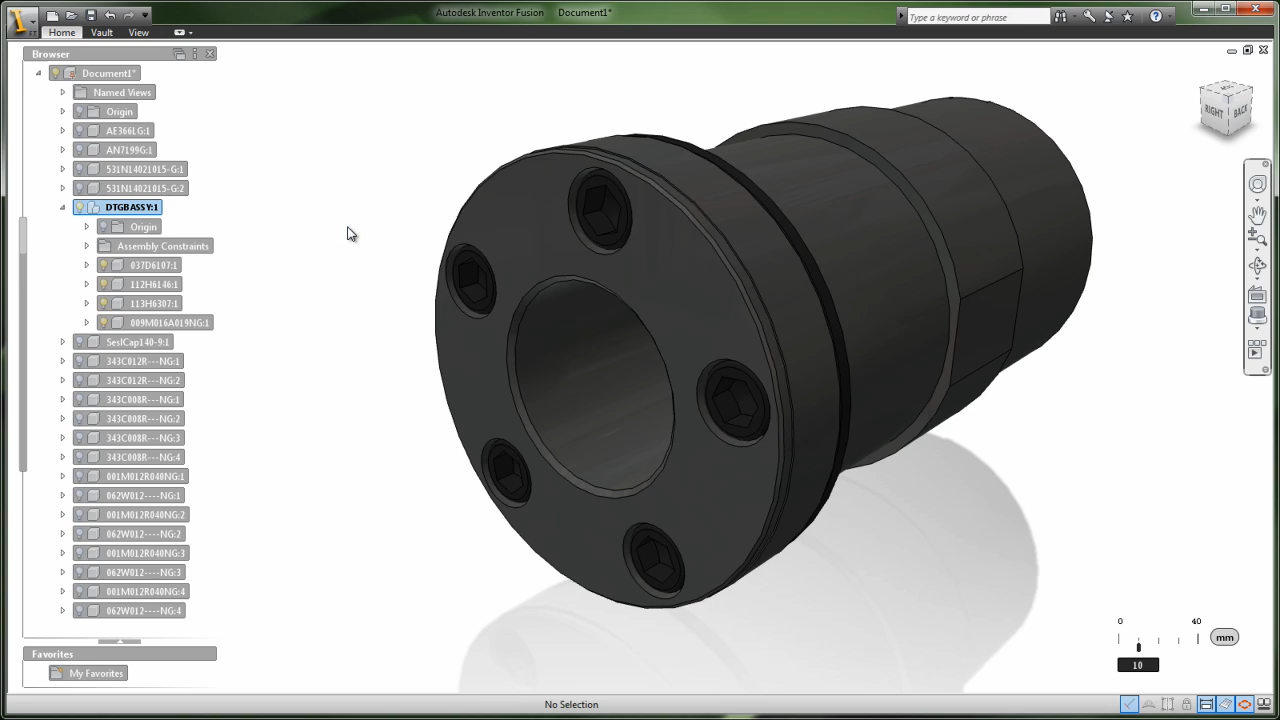 Autodesk Inventor Fusion Document1*
Type a keyword or phrase
Home Vault View
Browser
Document1*
Named Views
Origin
AE366LG:1
AN7199G:1
531N14021015-G:1
531N14021015-G:2
DTGBASSY:1
Origin
Assembly Constraints
037D6107:1
112H6146:1
113H6307:1
009M016A019NG:1
343C012R---NG:1
343C012R---NG:2
343C008R---NG:1
343C008R---NG:2
343C008R---NG:3
343C008R---NG:4
001M012R040NG:1
062W012----NG:1
001M012R040NG:2
062W012----NG:2
001M012R040NG:3
062W012----NG:3
001M012R040NG:4
062W012----NG:4
Favorites
My Favorites
RIGHT BACK
0 40
mm
10
No Selection